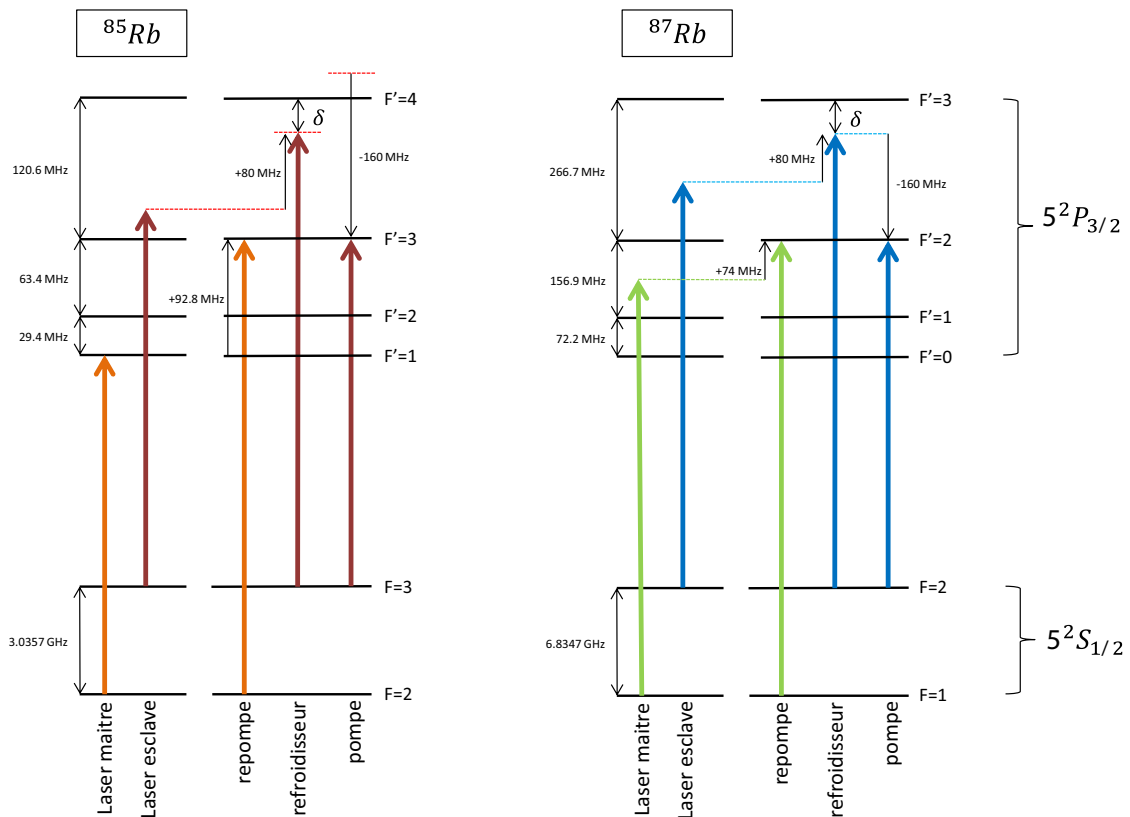 ⁸⁵Rb
F'=4
δ
-160 MHz
120.6 MHz
+80 MHz
F'=3
63.4 MHz
+92.8 MHz
F'=2
29.4 MHz
F'=1
F=3
3.0357 GHz
F=2
Laser maitre
Laser esclave
repompe
refroidisseur
pompe
⁸⁷Rb
F'=3
δ
+80 MHz
266.7 MHz
-160 MHz
F'=2
+74 MHz
156.9 MHz
F'=1
72.2 MHz
F'=0
F=2
6.8347 GHz
F=1
Laser maitre
Laser esclave
repompe
refroidisseur
pompe
5²P₃/₂
5²S₁/₂